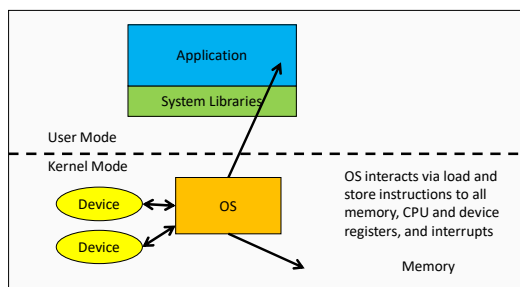 Application
System Libraries
User Mode
Kernel Mode
Device
Device
OS
OS interacts via load and
store instructions to all
memory, CPU and device
registers, and interrupts
Memory